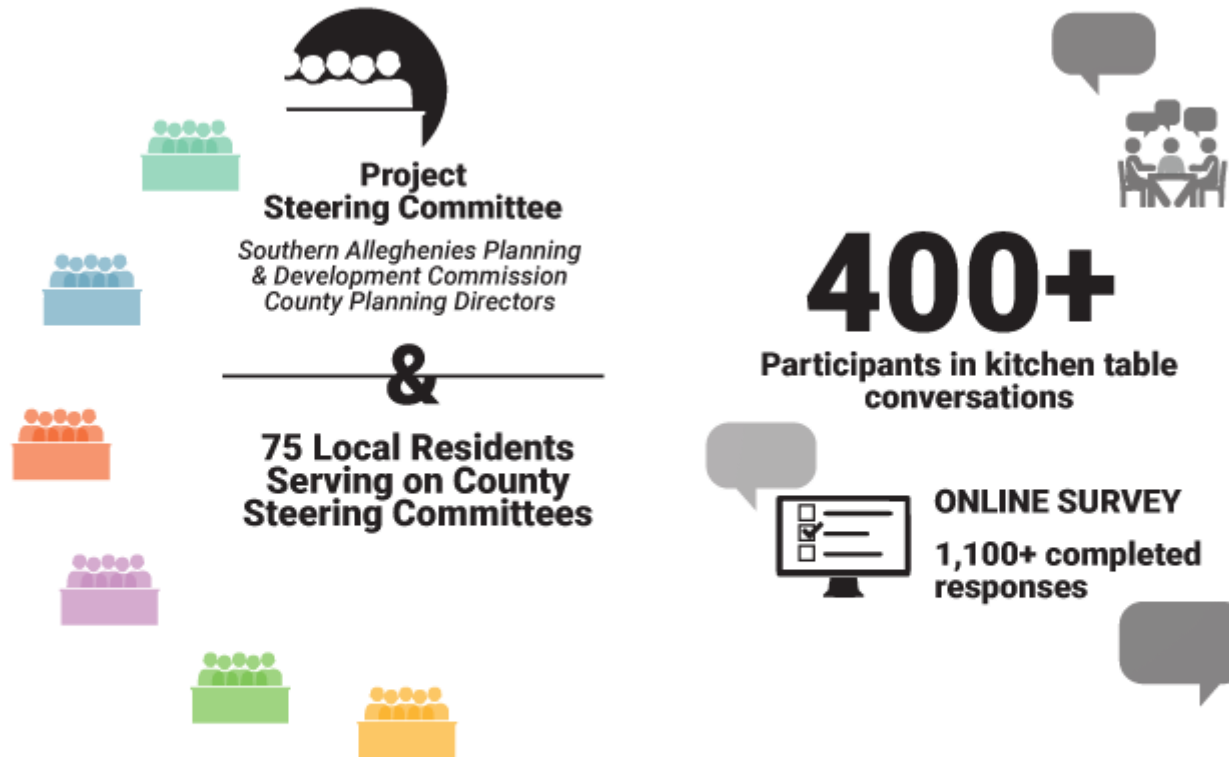 Project
Steering Committee
Southern Alleghenies Planning
& Development Commission
County Planning Directors
&
75 Local Residents
Serving on County
Steering Committees
400+
Participants in kitchen table
conversations
ONLINE SURVEY
1,100+ completed
responses